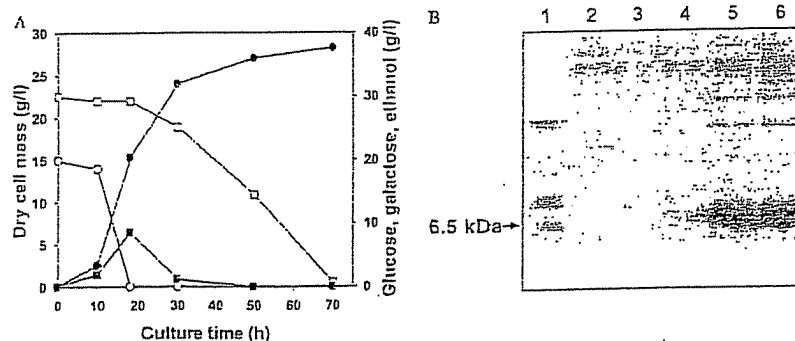 A
Dry cell mass (g/l)
30
25
20
15
10
5
0
0 10 20 30 40 50 60 70
Culture time (h)
40
30
20
10
0
Glucose, galactose, ethanol (g/l)
B
1 2 3 4 5 6
6.5 kDa→